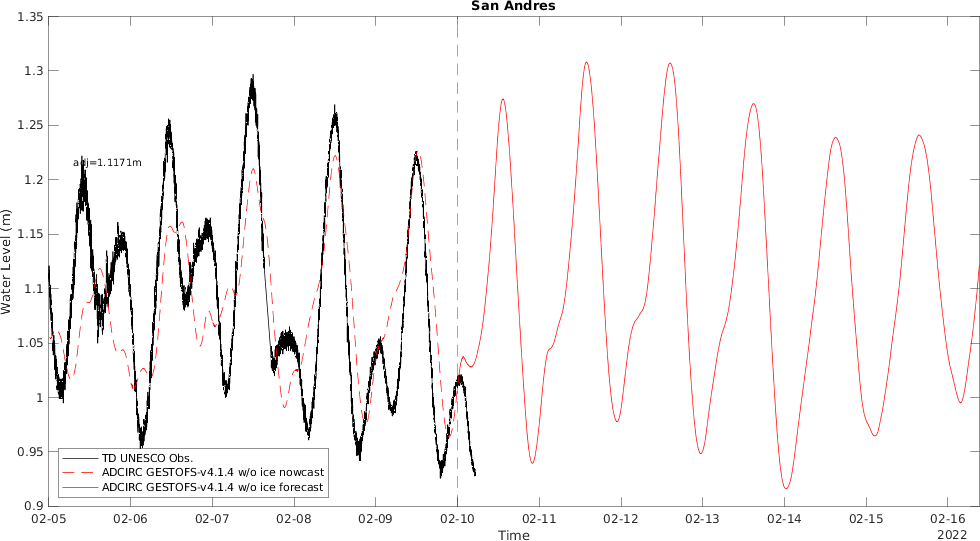 San Andres
Water Level (m)
1.35
1.3
1.25
1.2
1.15
1.1
1.05
1
0.95
0.9
adj=1.1171m
TD UNESCO Obs.
ADCIRC GESTOFS-v4.1.4 w/o ice nowcast
ADCIRC GESTOFS-v4.1.4 w/o ice forecast
02-05 02-06 02-07 02-08 02-09 02-10 02-11 02-12 02-13 02-14 02-15 02-16
Time
2022